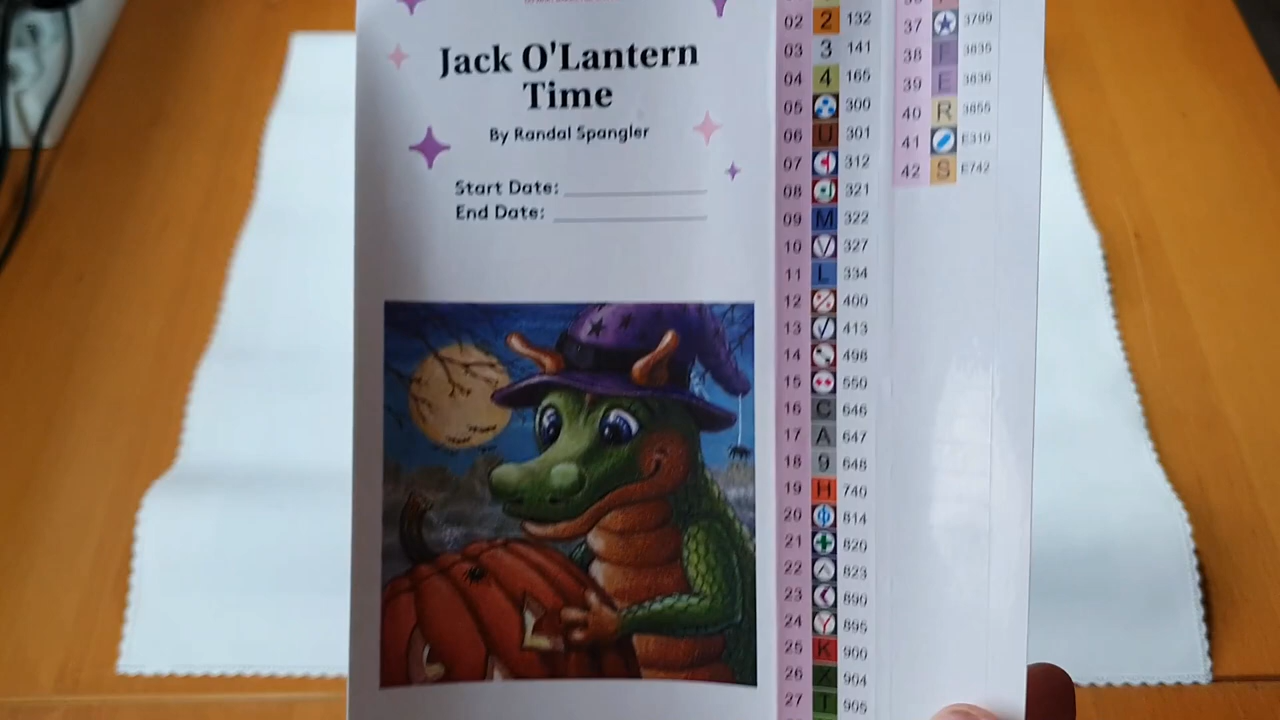 Jack O'Lantern
Time
By Randal Spangler
Start Date:
End Date:
02 2 132
03 3 141
04 4 165
05 300
06 U 301
07 312
08 321
09 M 322
10 327
11 L 334
12 400
13 413
14 498
15 550
16 C 646
17 A 647
18 9 648
19 H 740
20 814
21 820
22 823
23 890
24 Y 895
25 K 900
26 X 904
27 T 905
37 3799
38 F 3835
39 E 3836
40 R 3855
41 E310
42 S E742